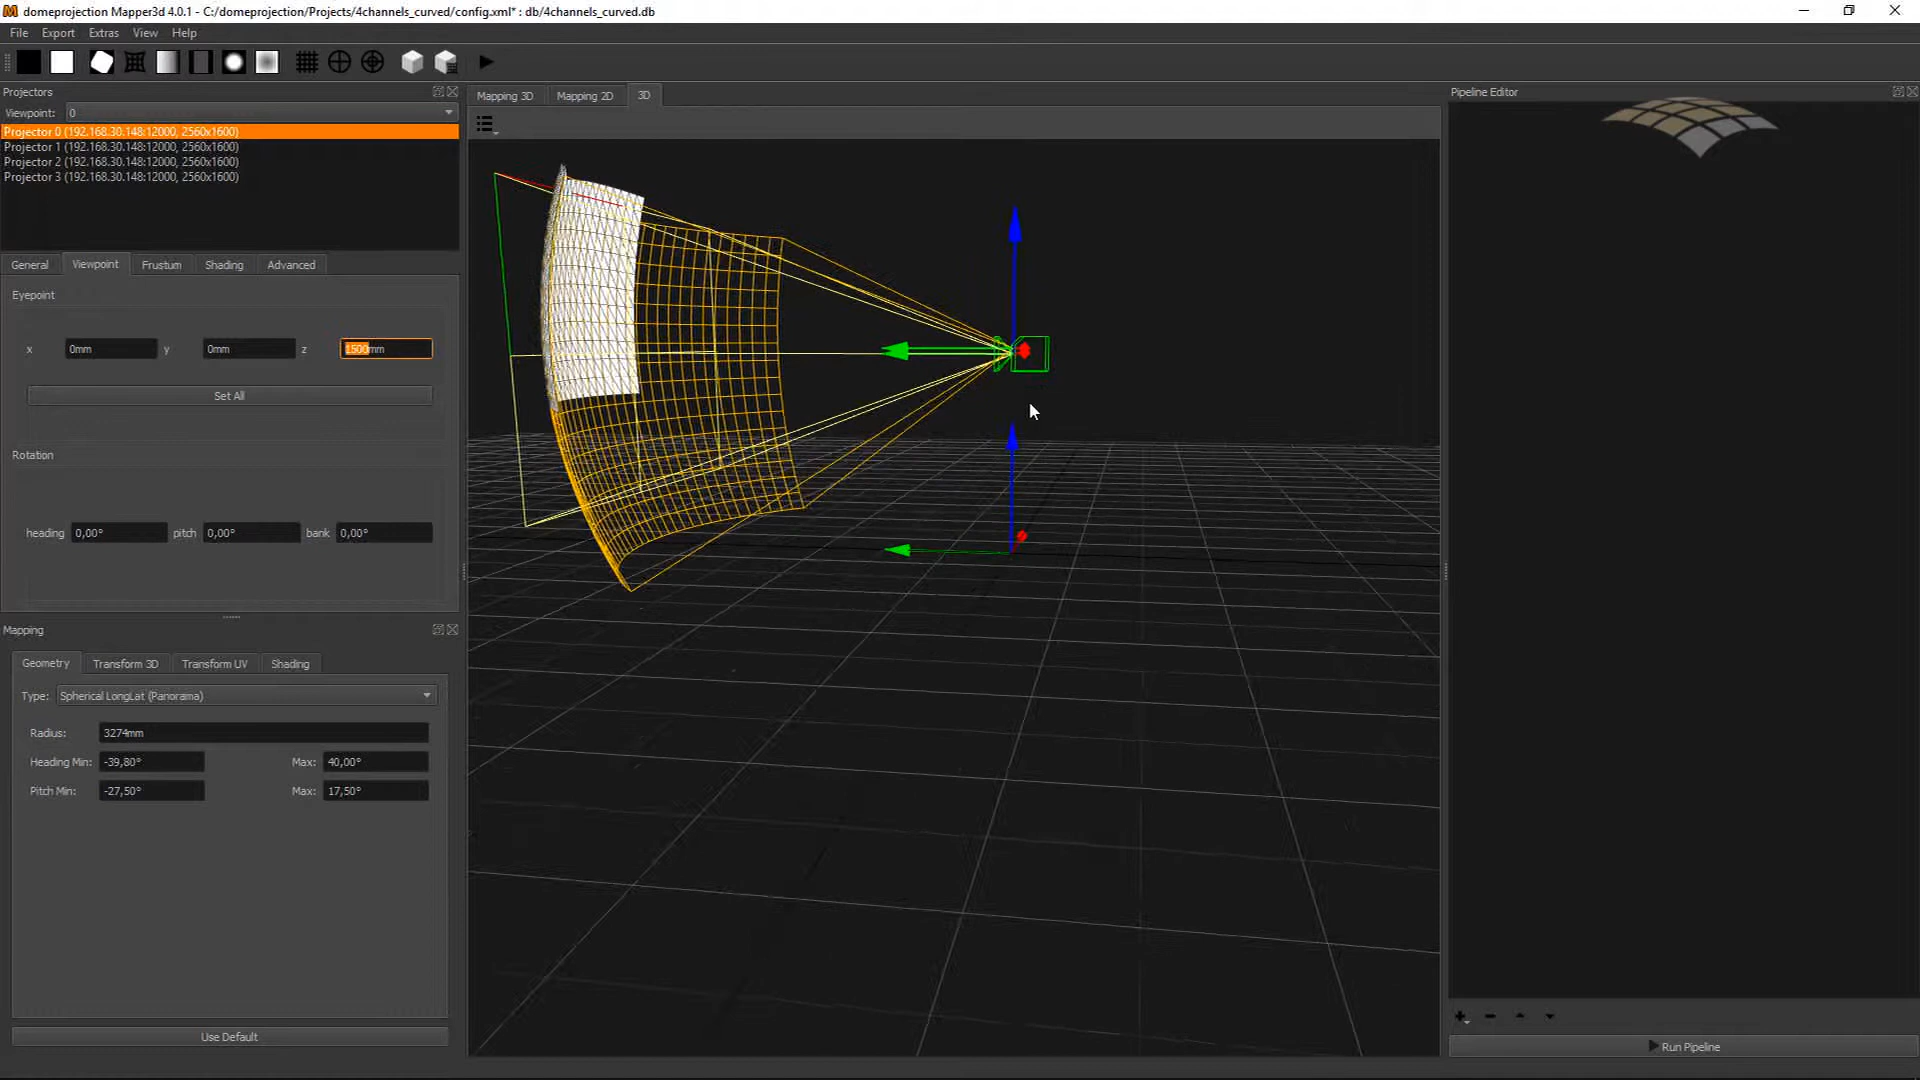 domeprojection Mapper3d 4.0.1 - C:/domeprojection/Projects/4channels_curved/config.xml* : db/4channels_curved.db
File Export Extras View Help
Projectors
Viewpoint: 0
Projector 0 (192.168.30.148:12000, 2560x1600)
Projector 1 (192.168.30.148:12000, 2560x1600)
Projector 2 (192.168.30.148:12000, 2560x1600)
Projector 3 (192.168.30.148:12000, 2560x1600)
General Viewpoint Frustum Shading Advanced
Eyepoint
x 0mm y 0mm z 1500mm
Set All
Rotation
heading 0,00° pitch 0,00° bank 0,00°
Mapping
Geometry Transform 3D Transform UV Shading
Type: Spherical LongLat (Panorama)
Radius: 3274mm
Heading Min: -39,80° Max: 40,00°
Pitch Min: -27,50° Max: 17,50°
Use Default
Mapping 3D Mapping 2D 3D
Pipeline Editor
Run Pipeline